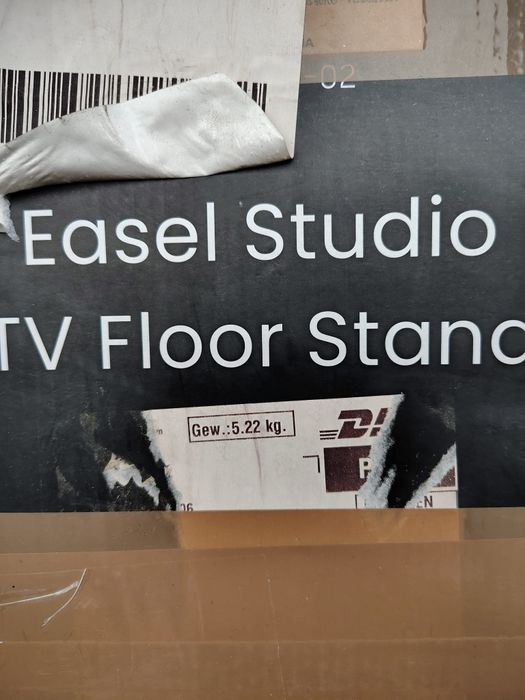 -02
Easel Studio
TV Floor Stand
Gew.:5.22 kg.